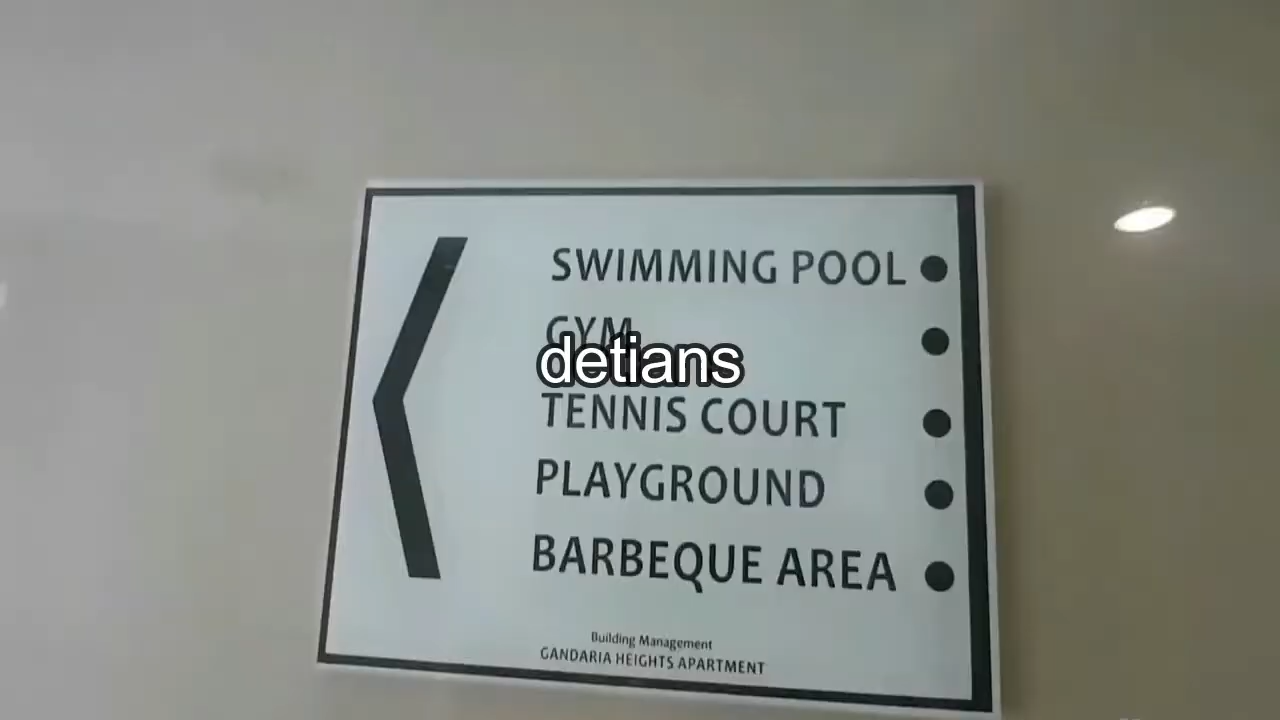 SWIMMING POOL
GYM
detians
TENNIS COURT
PLAYGROUND
BARBEQUE AREA
Building Management
GANDARIA HEIGHTS APARTMENT